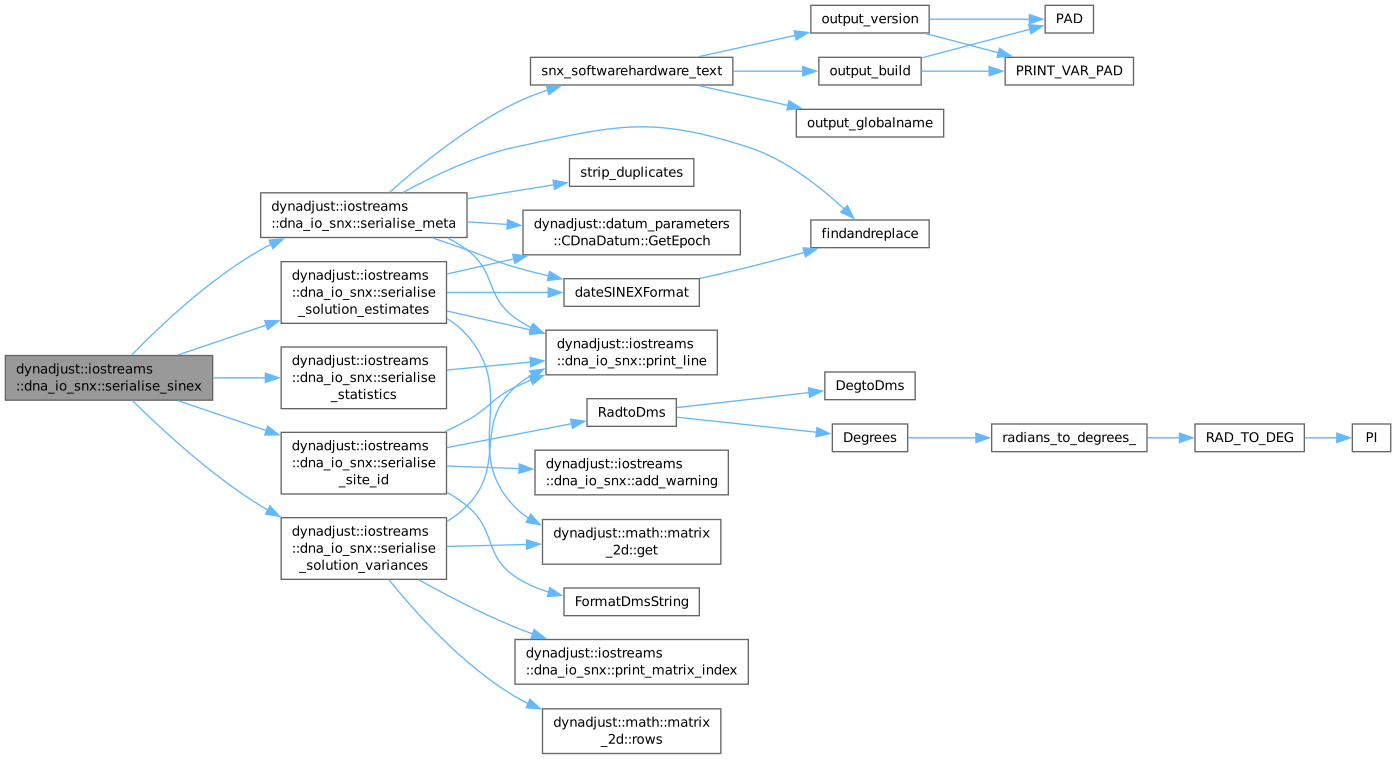 dynadjust::iostreams
::dna_io_snx::serialise_sinex
dynadjust::iostreams
::dna_io_snx::serialise_meta
dynadjust::iostreams
::dna_io_snx::serialise
_solution_estimates
dynadjust::iostreams
::dna_io_snx::serialise
_statistics
dynadjust::iostreams
::dna_io_snx::serialise
_site_id
dynadjust::iostreams
::dna_io_snx::serialise
_solution_variances
snx_softwarehardware_text
strip_duplicates
dynadjust::datum_parameters
::CDnaDatum::GetEpoch
dateSINEXFormat
dynadjust::iostreams
::dna_io_snx::print_line
RadtoDms
dynadjust::iostreams
::dna_io_snx::add_warning
dynadjust::math::matrix
_2d::get
FormatDmsString
dynadjust::iostreams
::dna_io_snx::print_matrix_index
dynadjust::math::matrix
_2d::rows
output_version
output_build
output_globalname
findandreplace
DegtoDms
Degrees
PAD
PRINT_VAR_PAD
radians_to_degrees_
RAD_TO_DEG
PI